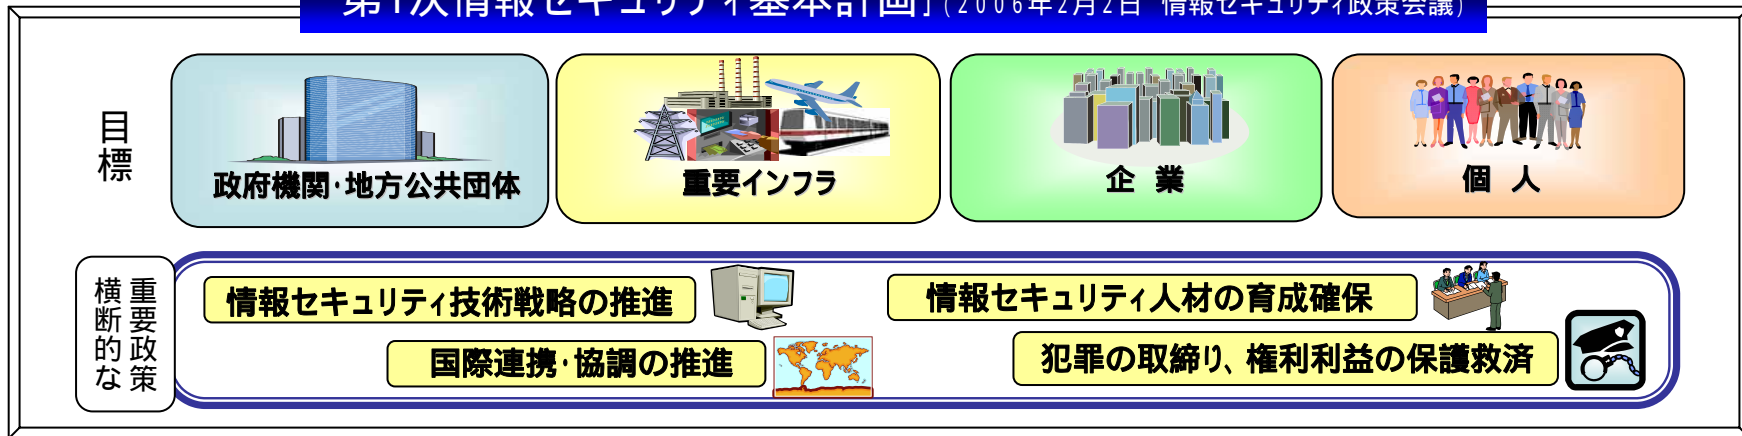 第1次情報セキュリティ基本計画」(2006年2月2日 情報セキュリティ政策会議)
目標
政府機関・地方公共団体
重要インフラ
企 業
個 人
重要政策
横断的な
情報セキュリティ技術戦略の推進
情報セキュリティ人材の育成確保
国際連携・協調の推進
犯罪の取締り、権利利益の保護救済